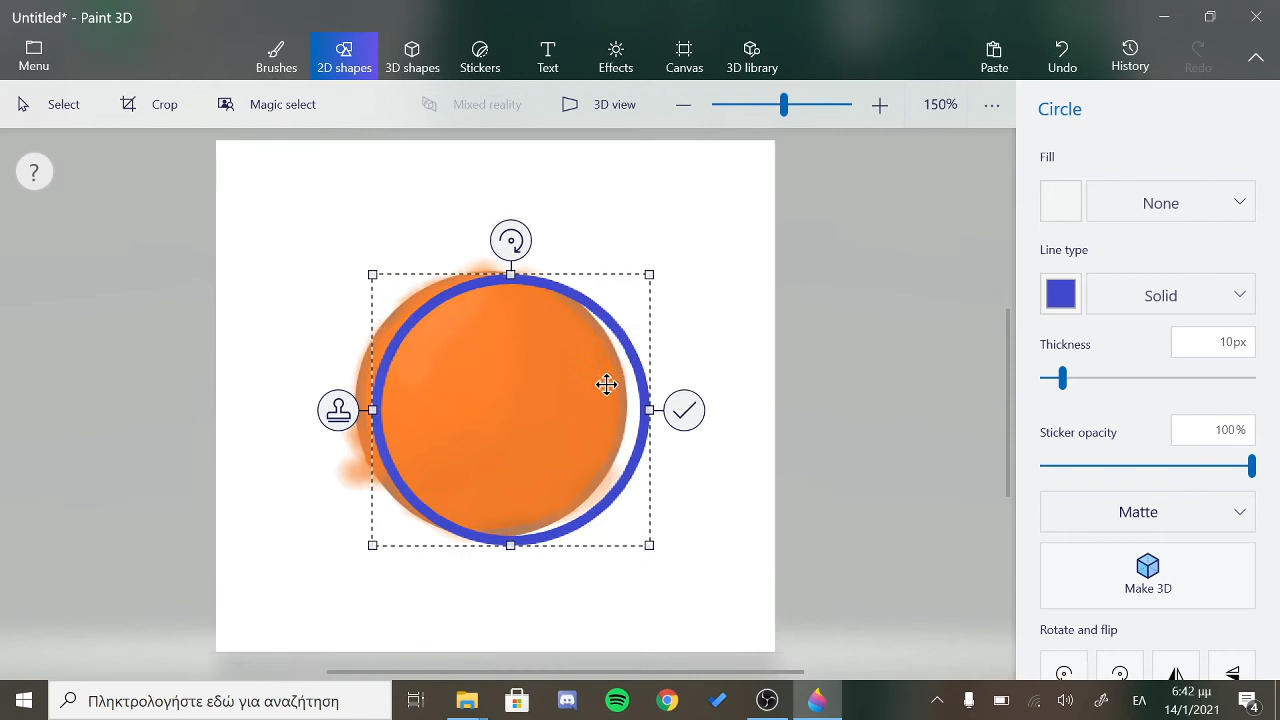 Untitled* - Paint 3D
Menu
Brushes
2D shapes
3D shapes
Stickers
Text
Effects
Canvas
3D library
Paste
Undo
History
Redo
Select
Crop
Magic select
Mixed reality
3D view
150%
?
Circle
Fill
None
Line type
Solid
Thickness
10px
Sticker opacity
100%
Matte
Make 3D
Rotate and flip
Πληκτρολογήστε εδώ για αναζήτηση
ΕΛ
6:42 μμ
14/1/2021
4